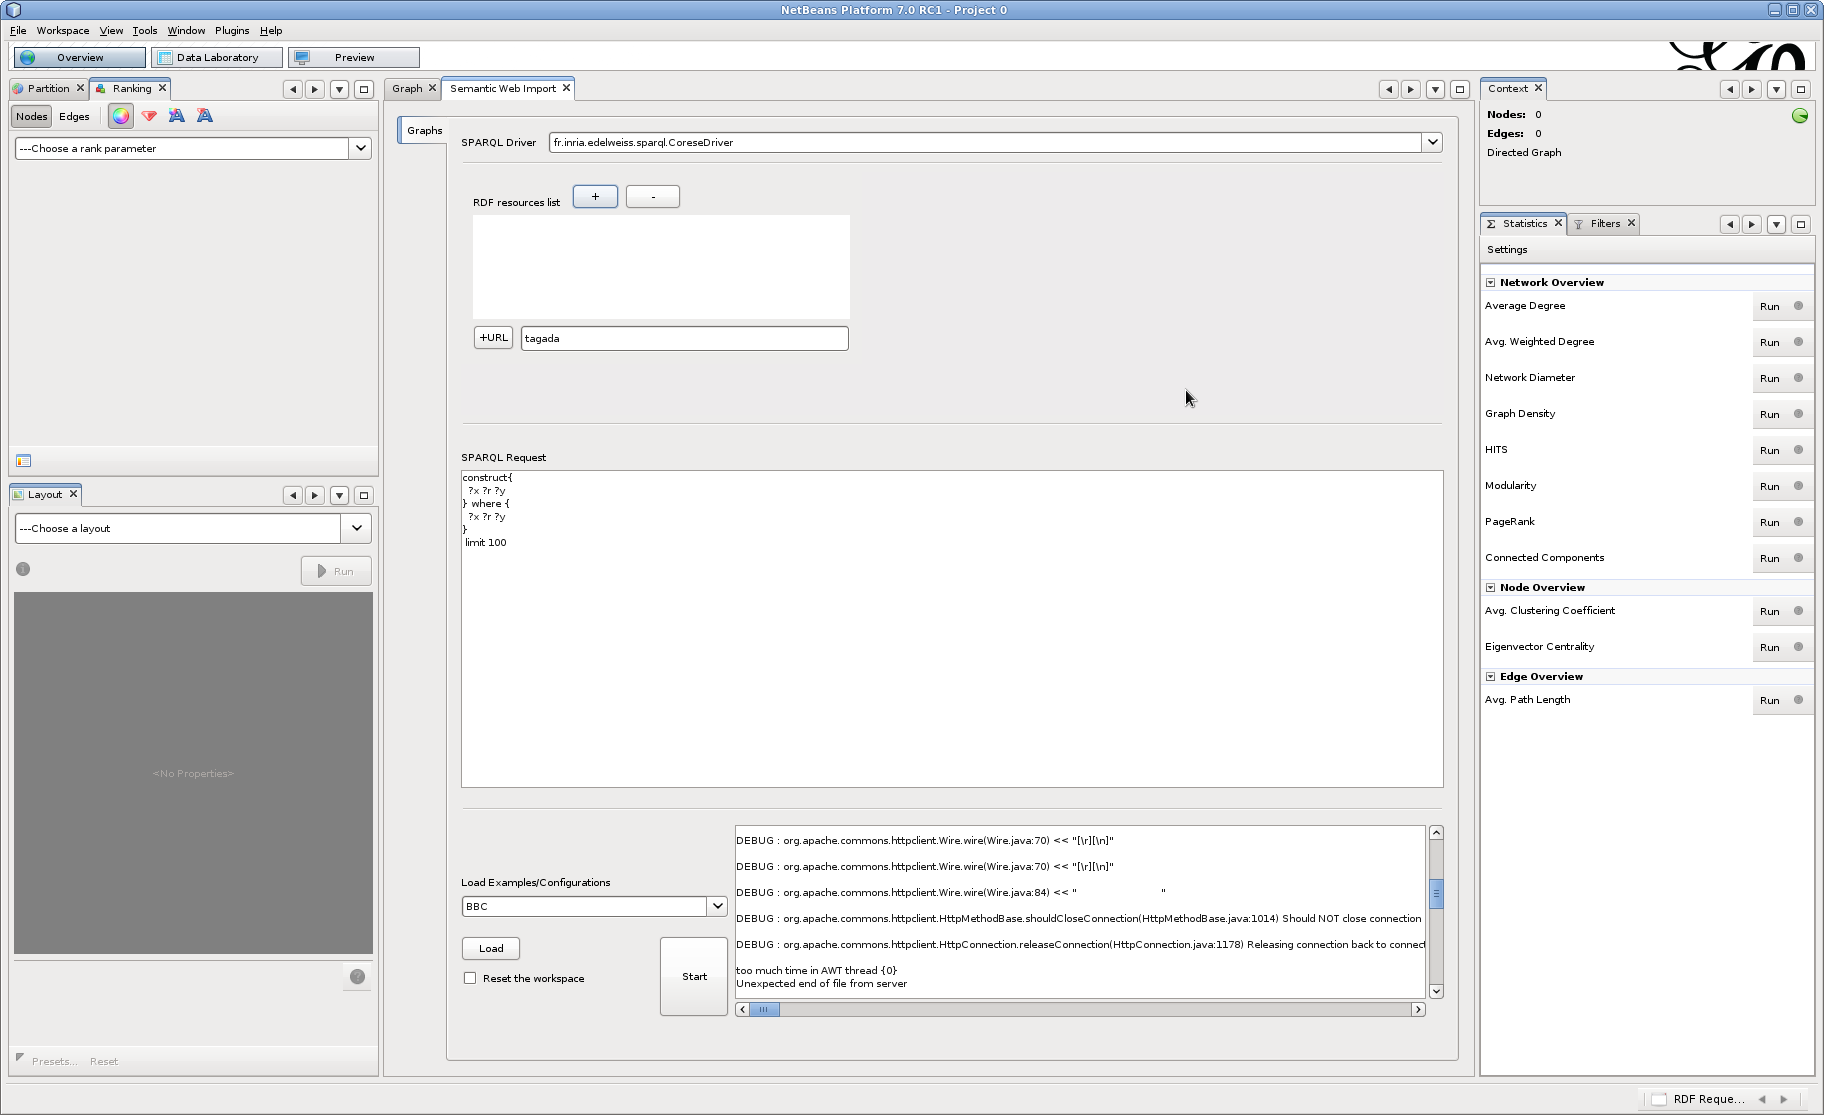 NetBeans Platform 7.0 RC1 - Project 0
File Workspace View Tools Window Plugins Help
Overview Data Laboratory Preview
Partition Ranking
Nodes Edges
---Choose a rank parameter
Layout
---Choose a layout
Run
<No Properties>
Presets... Reset
Graph Semantic Web Import
Graphs
SPARQL Driver fr.inria.edelweiss.sparql.CoreseDriver
RDF resources list + -
+URL tagada
SPARQL Request
construct{
?x ?r ?y
} where {
?x ?r ?y
}
limit 100
Load Examples/Configurations
BBC
Load
Reset the workspace
Start
DEBUG : org.apache.commons.httpclient.Wire.wire(Wire.java:70) << "[\r][\n]"
DEBUG : org.apache.commons.httpclient.Wire.wire(Wire.java:70) << "[\r][\n]"
DEBUG : org.apache.commons.httpclient.Wire.wire(Wire.java:84) << " "
DEBUG : org.apache.commons.httpclient.HttpMethodBase.shouldCloseConnection(HttpMethodBase.java:1014) Should NOT close connection
DEBUG : org.apache.commons.httpclient.HttpConnection.releaseConnection(HttpConnection.java:1178) Releasing connection back to connect
too much time in AWT thread {0}
Unexpected end of file from server
Context
Nodes: 0
Edges: 0
Directed Graph
Statistics Filters
Settings
Network Overview
Average Degree Run
Avg. Weighted Degree Run
Network Diameter Run
Graph Density Run
HITS Run
Modularity Run
PageRank Run
Connected Components Run
Node Overview
Avg. Clustering Coefficient Run
Eigenvector Centrality Run
Edge Overview
Avg. Path Length Run
RDF Reque...